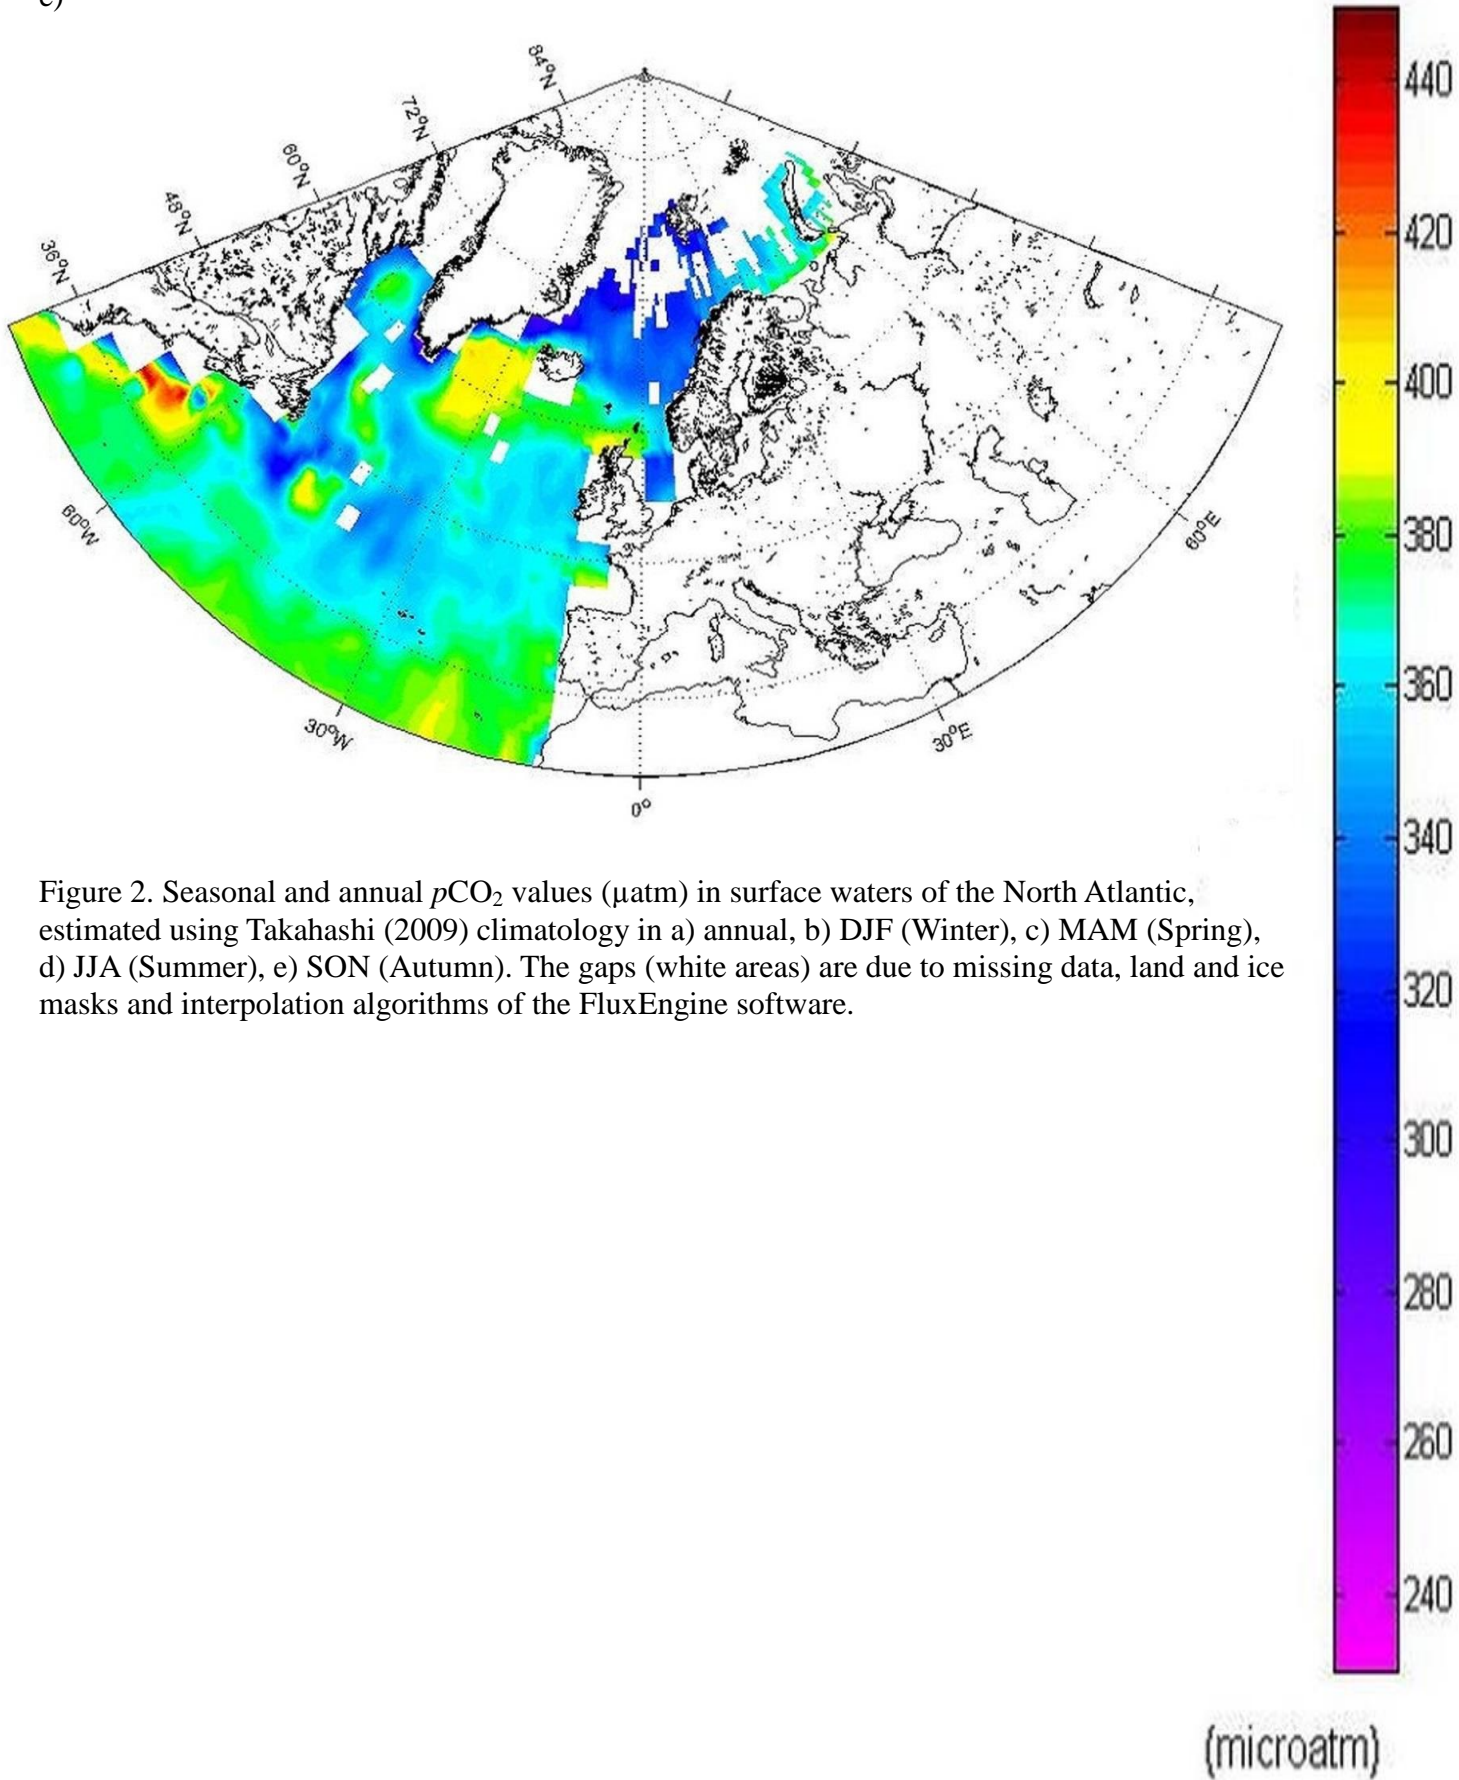 84°N
72°N
60°N
48°N
36°N
60°W
30°W
0°
30°E
60°E
440
420
400
380
360
340
320
300
280
260
240
{microatm}
Figure 2. Seasonal and annual pCO₂ values (µatm) in surface waters of the North Atlantic,
estimated using Takahashi (2009) climatology in a) annual, b) DJF (Winter), c) MAM (Spring),
d) JJA (Summer), e) SON (Autumn). The gaps (white areas) are due to missing data, land and ice
masks and interpolation algorithms of the FluxEngine software.